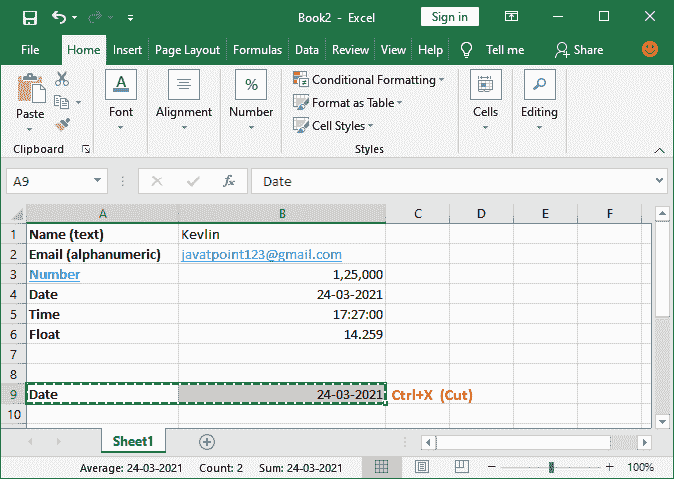 Book2 - Excel Sign in
File Home Insert Page Layout Formulas Data Review View Help Tell me Share
Paste Font Alignment Number Conditional Formatting Format as Table Cell Styles Cells Editing
Clipboard Styles
A9 fx Date
A B C D E F
1 Name (text) Kevlin
2 Email (alphanumeric) javatpoint123@gmail.com
3 Number 1,25,000
4 Date 24-03-2021
5 Time 17:27:00
6 Float 14.259
7
8
9 Date 24-03-2021 Ctrl+X (Cut)
10
Sheet1
Average: 24-03-2021 Count: 2 Sum: 24-03-2021 100%